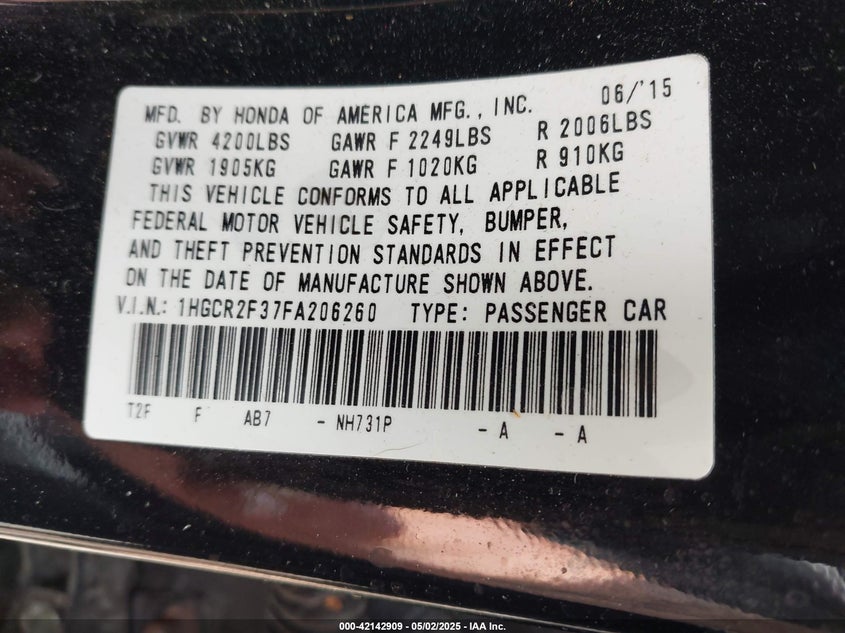 MFD. BY HONDA OF AMERICA MFG., INC. 06/'15
GVWR 4200LBS GAWR F 2249LBS R 2006LBS
GVWR 1905KG GAWR F 1020KG R 910KG
THIS VEHICLE CONFORMS TO ALL APPLICABLE
FEDERAL MOTOR VEHICLE SAFETY, BUMPER,
AND THEFT PREVENTION STANDARDS IN EFFECT
ON THE DATE OF MANUFACTURE SHOWN ABOVE.
V.I.N.: 1HGCR2F37FA206260 TYPE: PASSENGER CAR
T2F F AB7 - NH731P - A - A
000-42142909 - 05/02/2025 - IAA Inc.